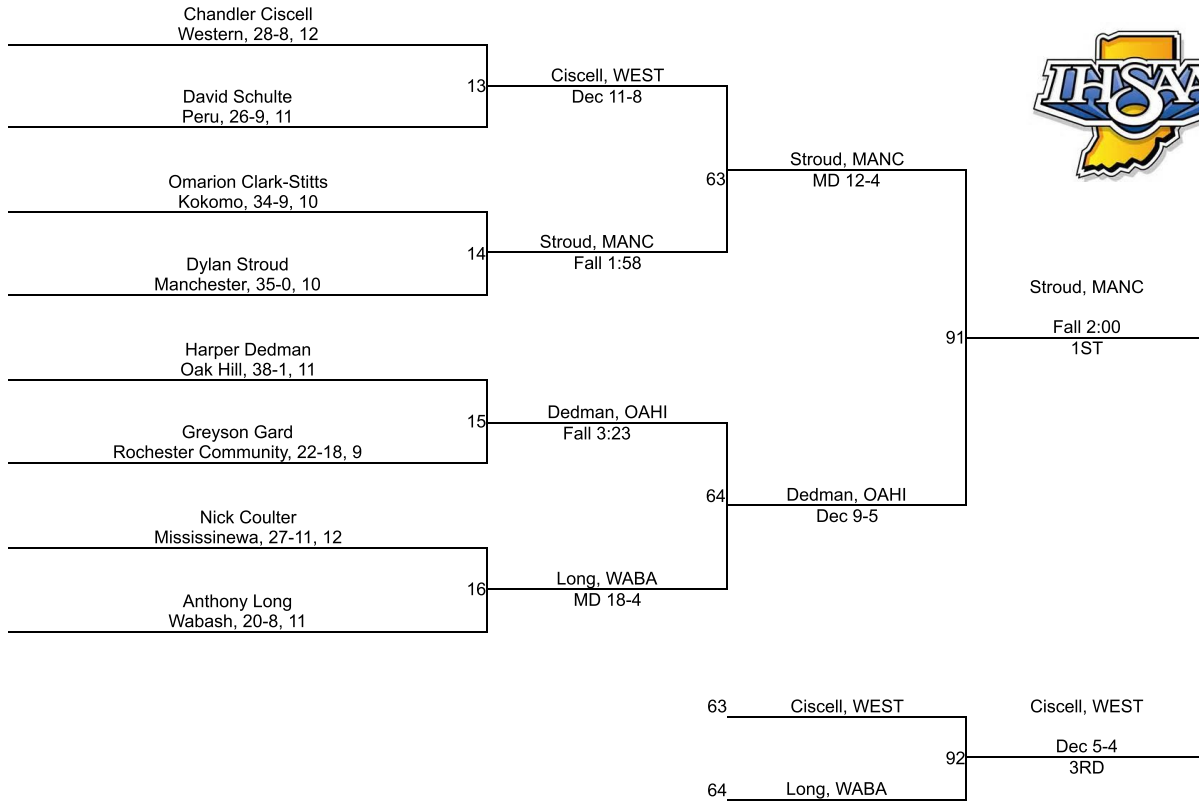 Chandler Ciscell
Western, 28-8, 12
13
David Schulte
Peru, 26-9, 11
Ciscell, WEST
Dec 11-8
63
Omarion Clark-Stitts
Kokomo, 34-9, 10
14
Dylan Stroud
Manchester, 35-0, 10
Stroud, MANC
Fall 1:58
Stroud, MANC
MD 12-4
91
Harper Dedman
Oak Hill, 38-1, 11
15
Greyson Gard
Rochester Community, 22-18, 9
Dedman, OAHI
Fall 3:23
64
Nick Coulter
Mississinewa, 27-11, 12
16
Anthony Long
Wabash, 20-8, 11
Long, WABA
MD 18-4
Dedman, OAHI
Dec 9-5
Stroud, MANC
Fall 2:00
1ST
IHSAA
63
Ciscell, WEST
92
64
Long, WABA
Ciscell, WEST
Dec 5-4
3RD